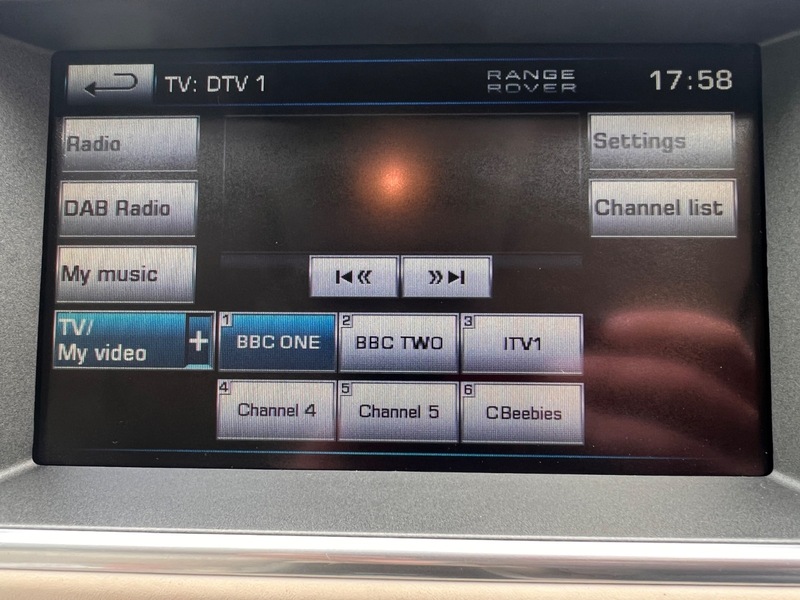 TV: DTV 1
RANGE
ROVER
17:58
Radio
Settings
DAB Radio
Channel list
My music
TV/
My video
+
1 BBC ONE
2 BBC TWO
3 ITV1
4 Channel 4
5 Channel 5
6 CBeebies